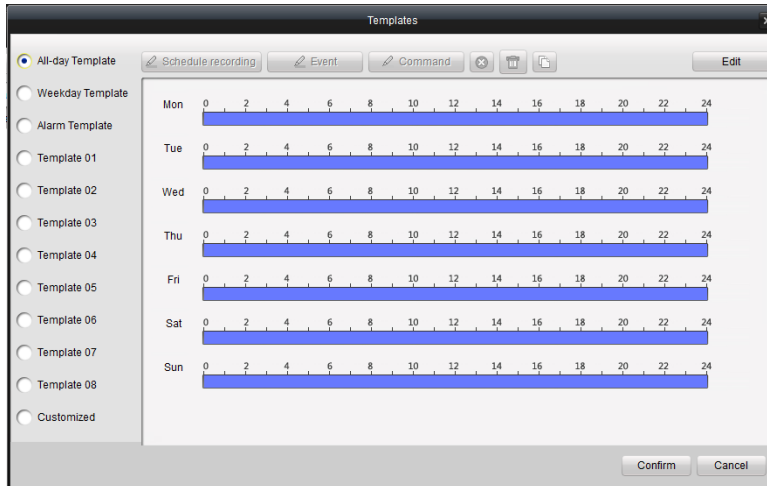 Templates
All-day Template
Schedule recording
Event
Command
Edit
Weekday Template
Alarm Template
Template 01
Template 02
Template 03
Template 04
Template 05
Template 06
Template 07
Template 08
Customized
Mon 0 2 4 6 8 10 12 14 16 18 20 22 24
Tue 0 2 4 6 8 10 12 14 16 18 20 22 24
Wed 0 2 4 6 8 10 12 14 16 18 20 22 24
Thu 0 2 4 6 8 10 12 14 16 18 20 22 24
Fri 0 2 4 6 8 10 12 14 16 18 20 22 24
Sat 0 2 4 6 8 10 12 14 16 18 20 22 24
Sun 0 2 4 6 8 10 12 14 16 18 20 22 24
Confirm
Cancel